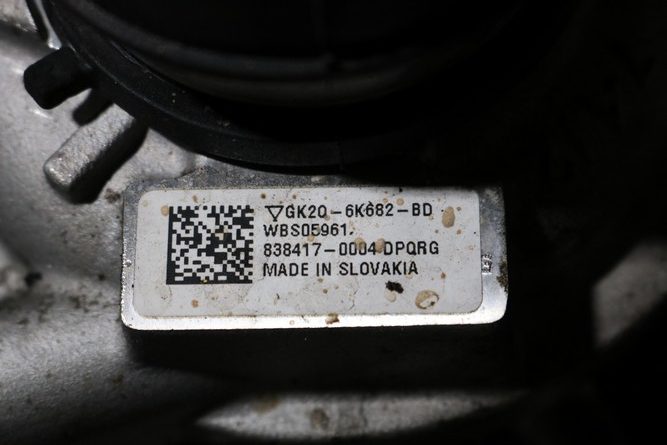 ▽GK2Q-6K682-BD
WBS05961
838417-0004 DPQRG
MADE IN SLOVAKIA